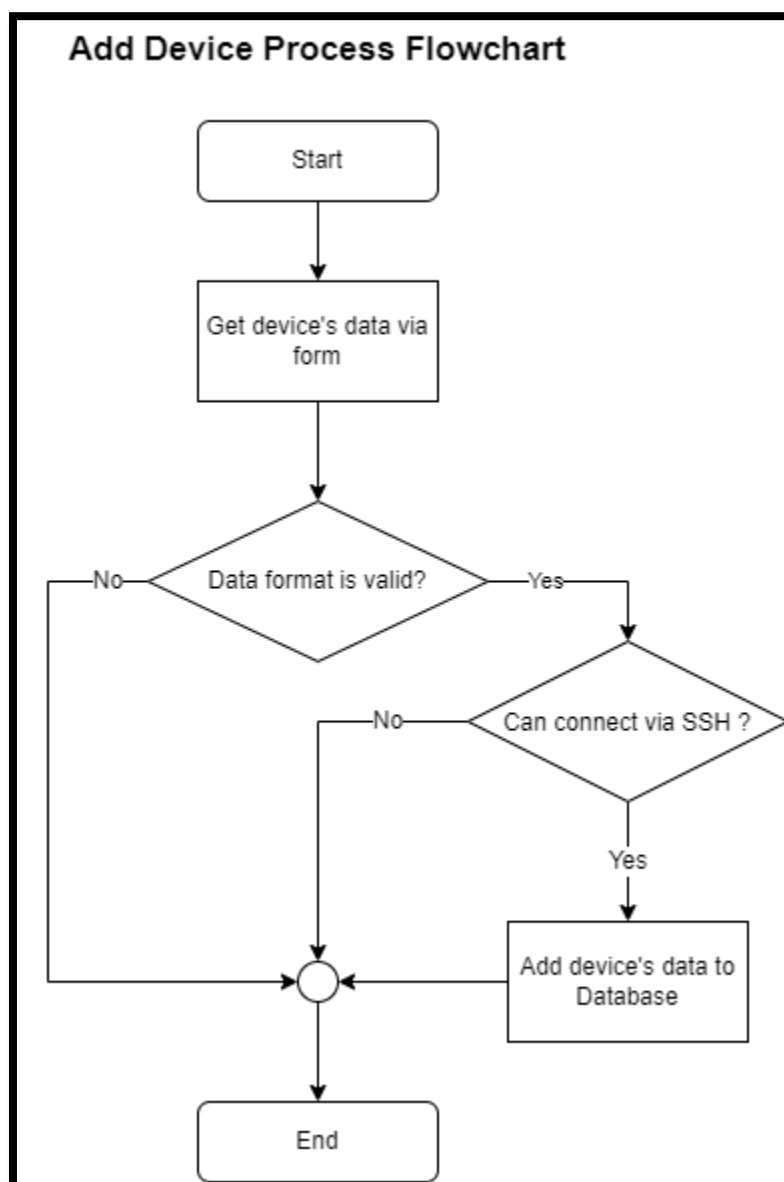 Add Device Process Flowchart
Start
Get device's data via
form
Data format is valid?
No
Yes
Can connect via SSH ?
No
Yes
Add device's data to
Database
End